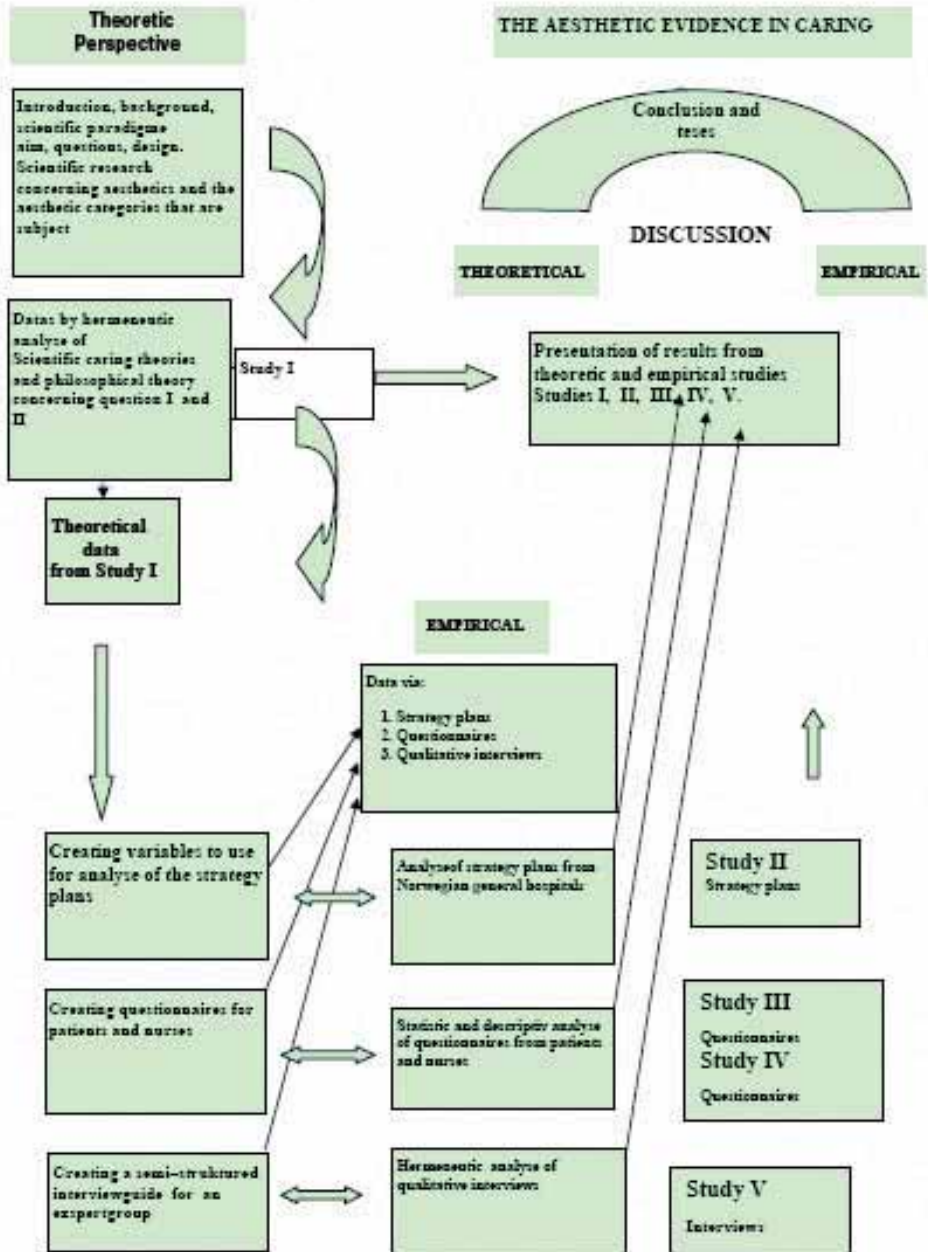 Theoretic
Perspective
THE AESTHETIC EVIDENCE IN CARING
Introduction, background,
scientific paradigme
aim, questions, design.
Scientific research
concerning aesthetics and the
aesthetic categories that are
subject
Conclusion and
teses
DISCUSSION
THEORETICAL
EMPIRICAL
Datas by hermeneutic
analyse of
Scientific caring theories
and philosophical theory
concerning question I and
II
Study I
Presentation of results from
theoretic and empirical studies
Studies I, II, III, IV, V.
Theoretical
data
from Study I
EMPIRICAL
Data via:
1. Strategy plans
2. Questionnaires
3. Qualitative interviews
Creating variables to use
for analyse of the strategy
plans
Analyseof strategy plans from
Norwegian general hospitals
Study II
Strategy plans
Creating questionnaires for
patients and nurses
Statistic and descriptiv analyse
of questionnaires from patients
and nurses
Study III
Questionnaires
Study IV
Questionnaires
Creating a semi-struktured
interviewguide for an
exspertgroup
Hermeneutic analyse of
qualitative interviews
Study V
Interviews